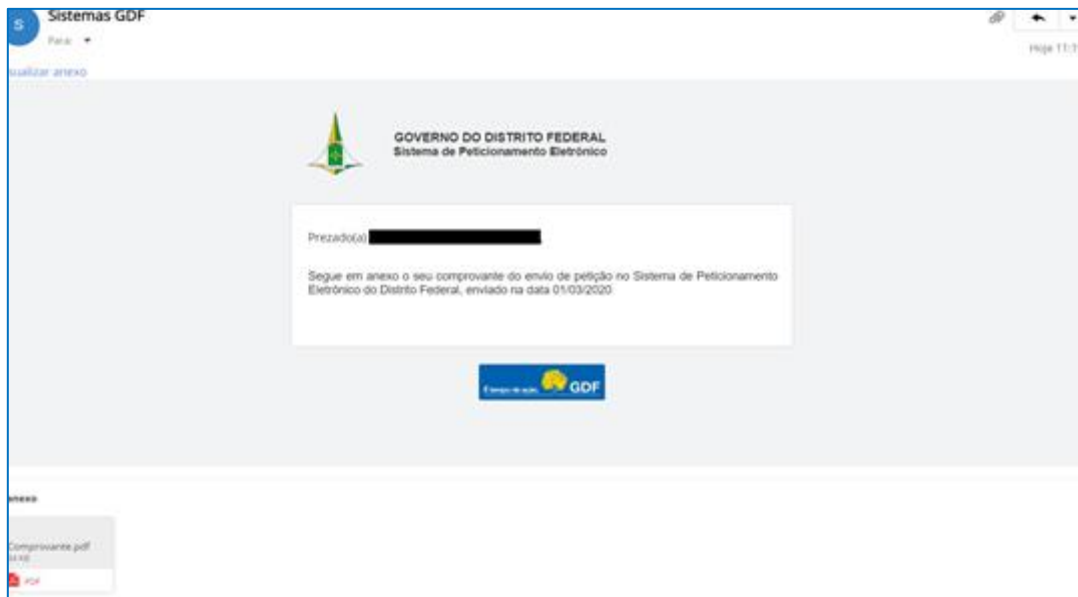 S
Sistemas GDF
Para:
Hoje 11:1
sualizar anexo
GOVERNO DO DISTRITO FEDERAL
Sistema de Peticionamento Eletrônico
Prezado(a)
Segue em anexo o seu comprovante do envio de petição no Sistema de Peticionamento
Eletrônico do Distrito Federal, enviado na data 01/03/2020
GDF
anexo
Comprovante.pdf
PDF